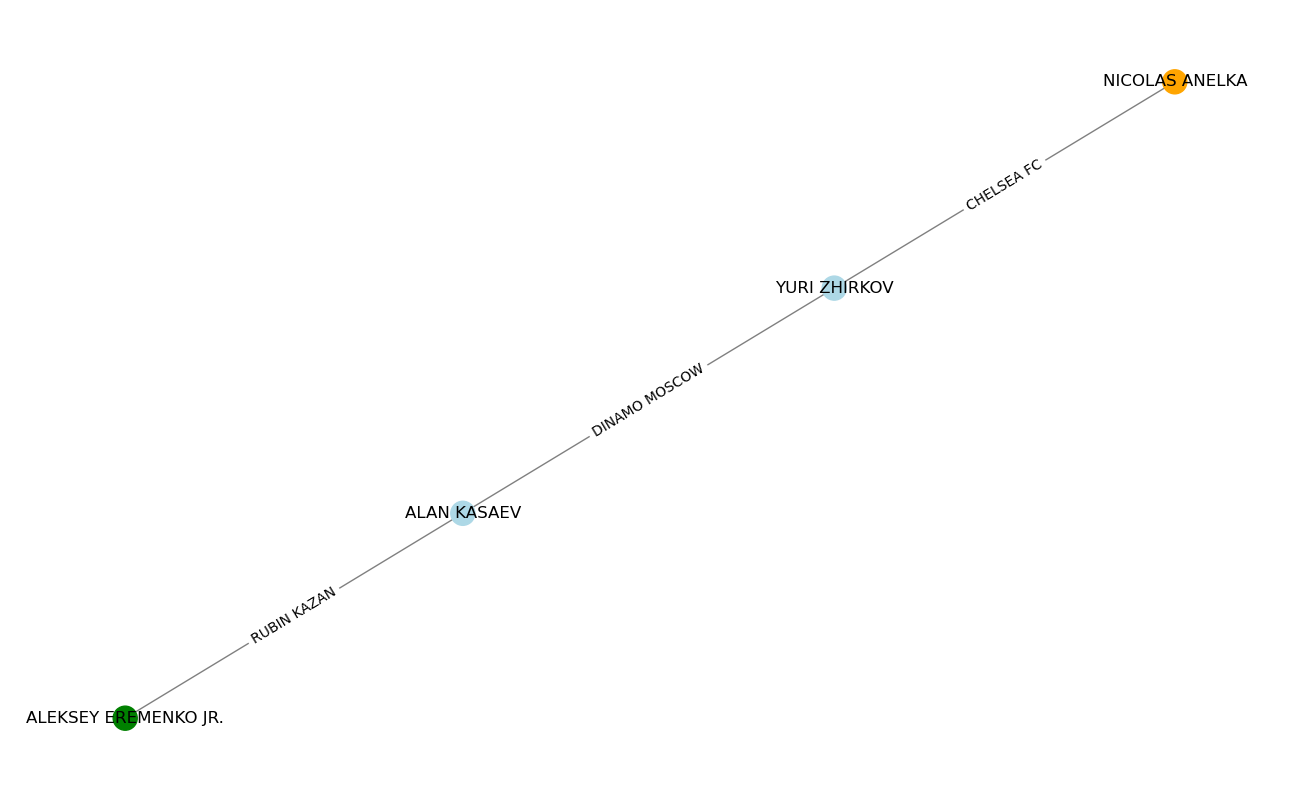 NICOLAS ANELKA
CHELSEA FC
YURI ZHIRKOV
DINAMO MOSCOW
ALAN KASAEV
RUBIN KAZAN
ALEKSEY EREMENKO JR.